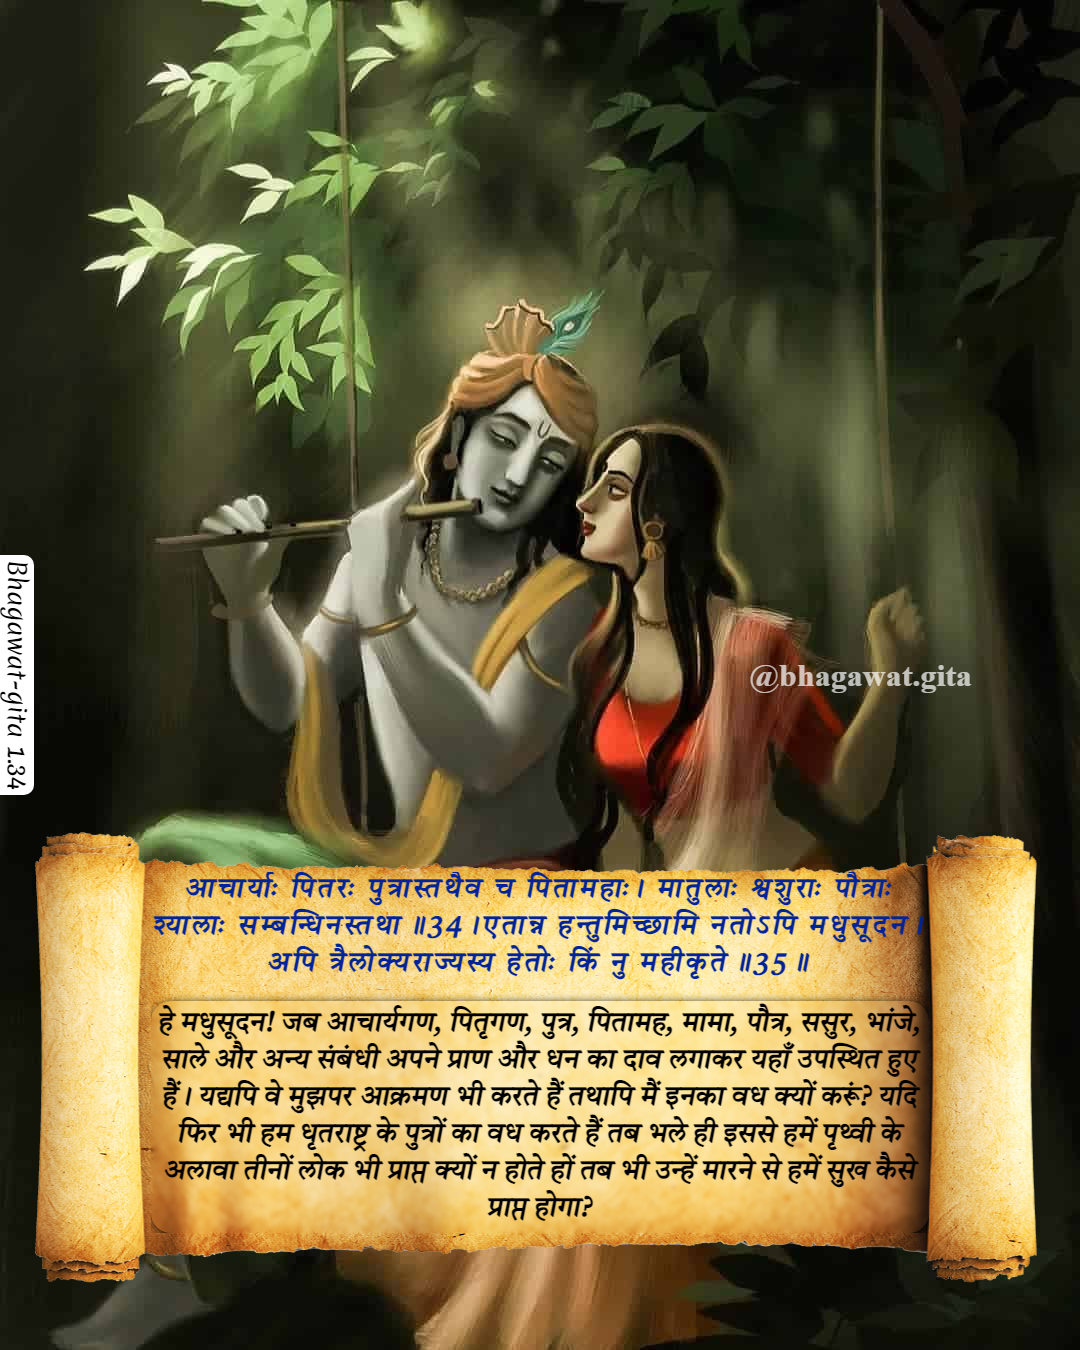 Bhagawat-gita 1.34
@bhagawat.gita
आचार्याः पितरः पुत्रास्तथैव च पितामहाः। मातुलाः श्वशुराः पौत्राः
श्यालाः सम्बन्धिनस्तथा ॥34॥एतान्न हन्तुमिच्छामि नतोऽपि मधुसूदन।
अपि त्रैलोक्यराज्यस्य हेतोः किं नु महीकृते ॥35॥
हे मधुसूदन! जब आचार्यगण, पितृगण, पुत्र, पितामह, मामा, पौत्र, ससुर, भांजे,
साले और अन्य संबंधी अपने प्राण और धन का दाव लगाकर यहाँ उपस्थित हुए
हैं। यद्यपि वे मुझपर आक्रमण भी करते हैं तथापि मैं इनका वध क्यों करूं? यदि
फिर भी हम धृतराष्ट्र के पुत्रों का वध करते हैं तब भले ही इससे हमें पृथ्वी के
अलावा तीनों लोक भी प्राप्त क्यों न होते हों तब भी उन्हें मारने से हमें सुख कैसे
प्राप्त होगा?